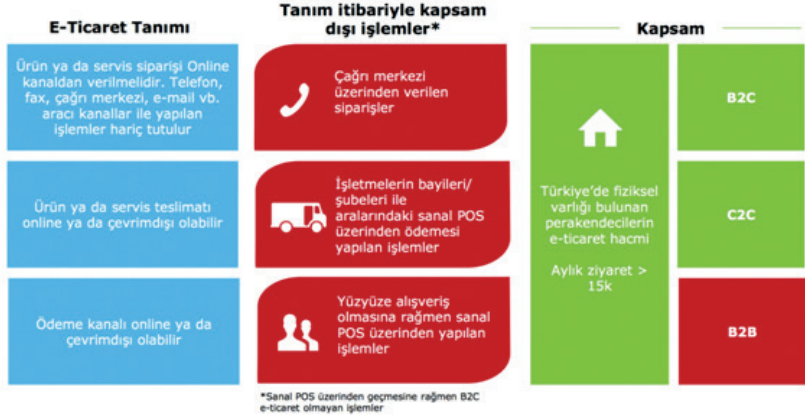 E-Ticaret Tanımı
Ürün ya da servis siparişi Online
kanaldan verilmelidir. Telefon,
fax, çağrı merkezi, e-mail vb.
aracı kanallar ile yapılan
işlemler hariç tutulur
Ürün ya da servis teslimatı
online ya da çevrimdışı olabilir
Ödeme kanalı online ya da
çevrimdışı olabilir
Tanım itibariyle kapsam
dışı işlemler*
Çağrı merkezi
üzerinden verilen
siparişler
İşletmelerin bayileri/
şubeleri ile
aralarındaki sanal POS
üzerinden ödemesi
yapılan işlemler
Yüzyüze alışveriş
olmasına rağmen sanal
POS üzerinden yapılan
işlemler
*Sanal POS üzerinden geçmesine rağmen B2C
e-ticaret olmayan işlemler
Kapsam
Türkiye'de fiziksel
varlığı bulunan
perakendecilerin
e-ticaret hacmi
Aylık ziyaret >
15k
B2C
C2C
B2B